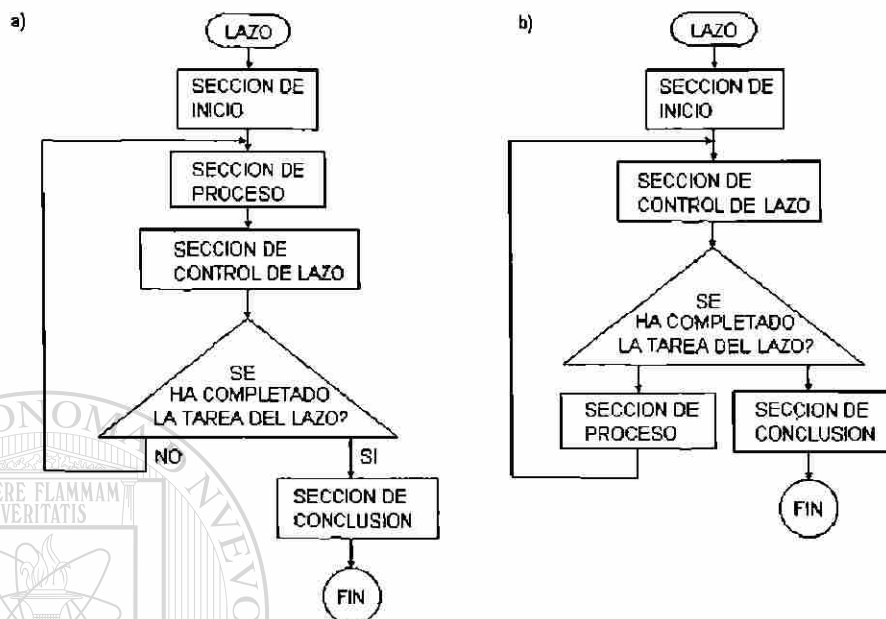 a)
LAZO
SECCION DE
INICIO
SECCION DE
PROCESO
SECCION DE
CONTROL DE LAZO
SE
HA COMPLETADO
LA TAREA DEL LAZO?
NO
SI
SECCION DE
CONCLUSION
FIN
b)
LAZO
SECCION DE
INICIO
SECCION DE
CONTROL DE LAZO
SE
HA COMPLETADO
LA TAREA DEL LAZO?
SECCION DE
PROCESO
SECCION DE
CONCLUSION
FIN
FLAMMAM
VERITATIS